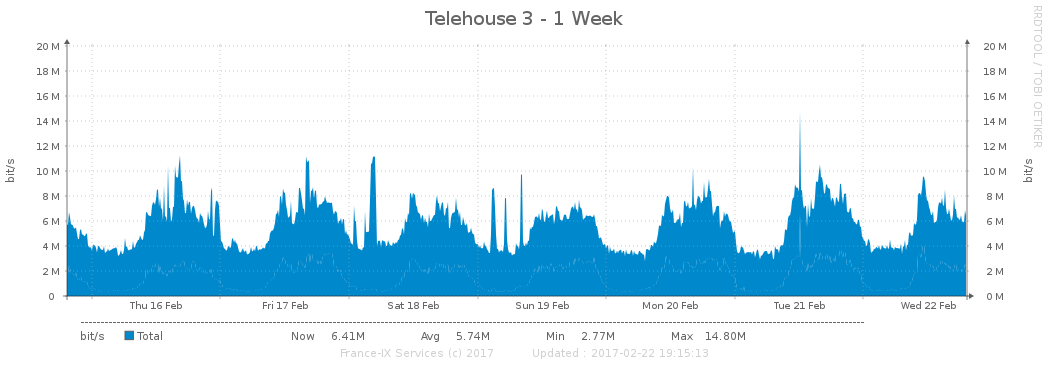 Telehouse 3 - 1 Week
RRDTOOL / TOBI OETIKER
bit/s
bit/s
20 M 20 M
18 M 18 M
16 M 16 M
14 M 14 M
12 M 12 M
10 M 10 M
8 M 8 M
6 M 6 M
4 M 4 M
2 M 2 M
0 0 M
Thu 16 Feb Fri 17 Feb Sat 18 Feb Sun 19 Feb Mon 20 Feb Tue 21 Feb Wed 22 Feb
bit/s Total Now 6.41M Avg 5.74M Min 2.77M Max 14.80M
France-IX Services (c) 2017 Updated : 2017-02-22 19:15:13